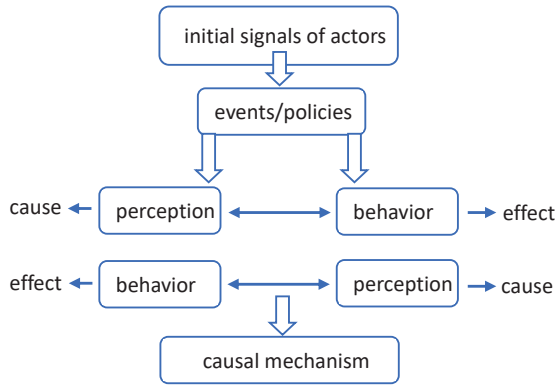 initial signals of actors
events/policies
cause perception behavior effect
effect behavior perception cause
causal mechanism